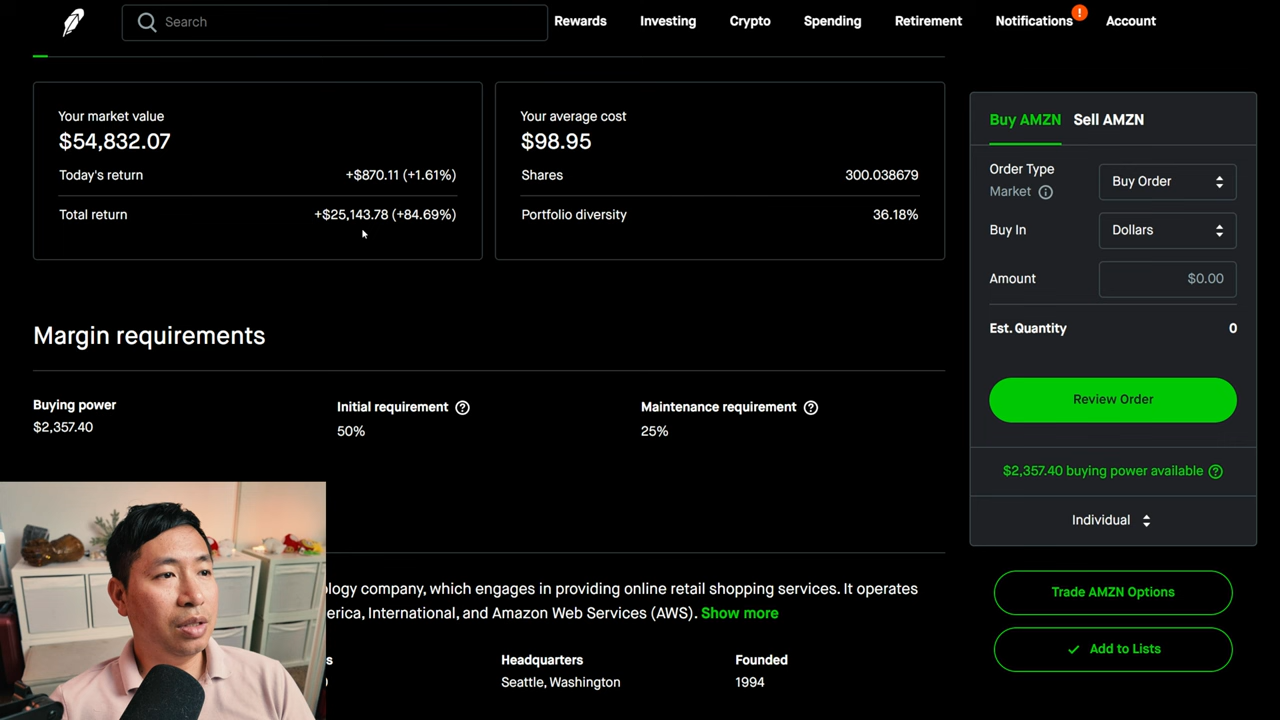 Search
Rewards
Investing
Crypto
Spending
Retirement
Notifications
!
Account
Your market value
$54,832.07
Today's return
+$870.11 (+1.61%)
Total return
+$25,143.78 (+84.69%)
Your average cost
$98.95
Shares
300.038679
Portfolio diversity
36.18%
Margin requirements
Buying power
$2,357.40
Initial requirement ?
50%
Maintenance requirement ?
25%
ology company, which engages in providing online retail shopping services. It operates
erica, International, and Amazon Web Services (AWS). Show more
Headquarters
Seattle, Washington
Founded
1994
Buy AMZN
Sell AMZN
Order Type
Market i
Buy Order
Buy In
Dollars
Amount
$0.00
Est. Quantity
0
Review Order
$2,357.40 buying power available ?
Individual
Trade AMZN Options
Add to Lists